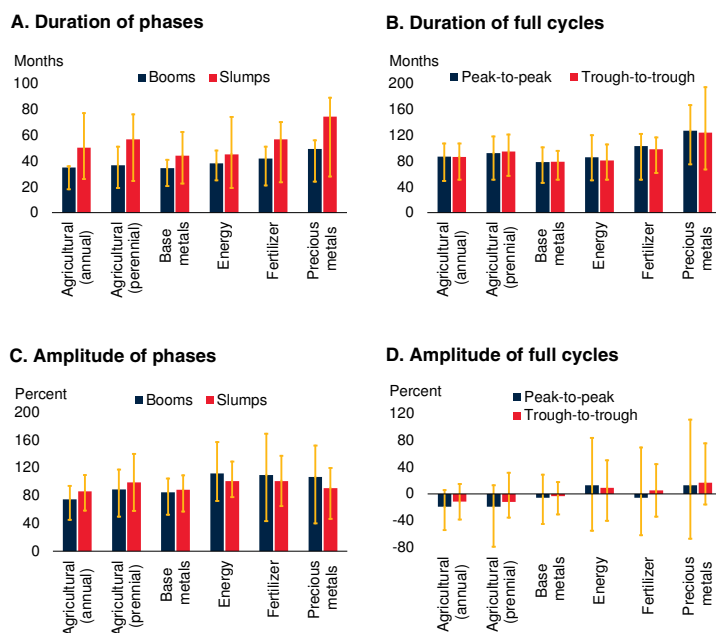 A. Duration of phases
Months
Booms Slumps
100
80
60
40
20
0
Agricultural
(annual)
Agricultural
(perennial)
Base
metals
Energy
Fertilizer
Precious
metals
B. Duration of full cycles
Months
Peak-to-peak Trough-to-trough
200
160
120
80
40
0
Agricultural
(annual)
Agricultural
(prennial)
Base
metals
Energy
Fertilizer
Precious
metals
C. Amplitude of phases
Percent
Booms Slumps
200
160
120
80
40
0
Agricultural
(annual)
Agricultural
(prennial)
Base
metals
Energy
Fertilizer
Precious
metals
D. Amplitude of full cycles
Percent
Peak-to-peak
Trough-to-trough
120
80
40
0
-40
-80
Agricultural
(annual)
Agricultural
(prennial)
Base
metals
Energy
Fertilizer
Precious
metals